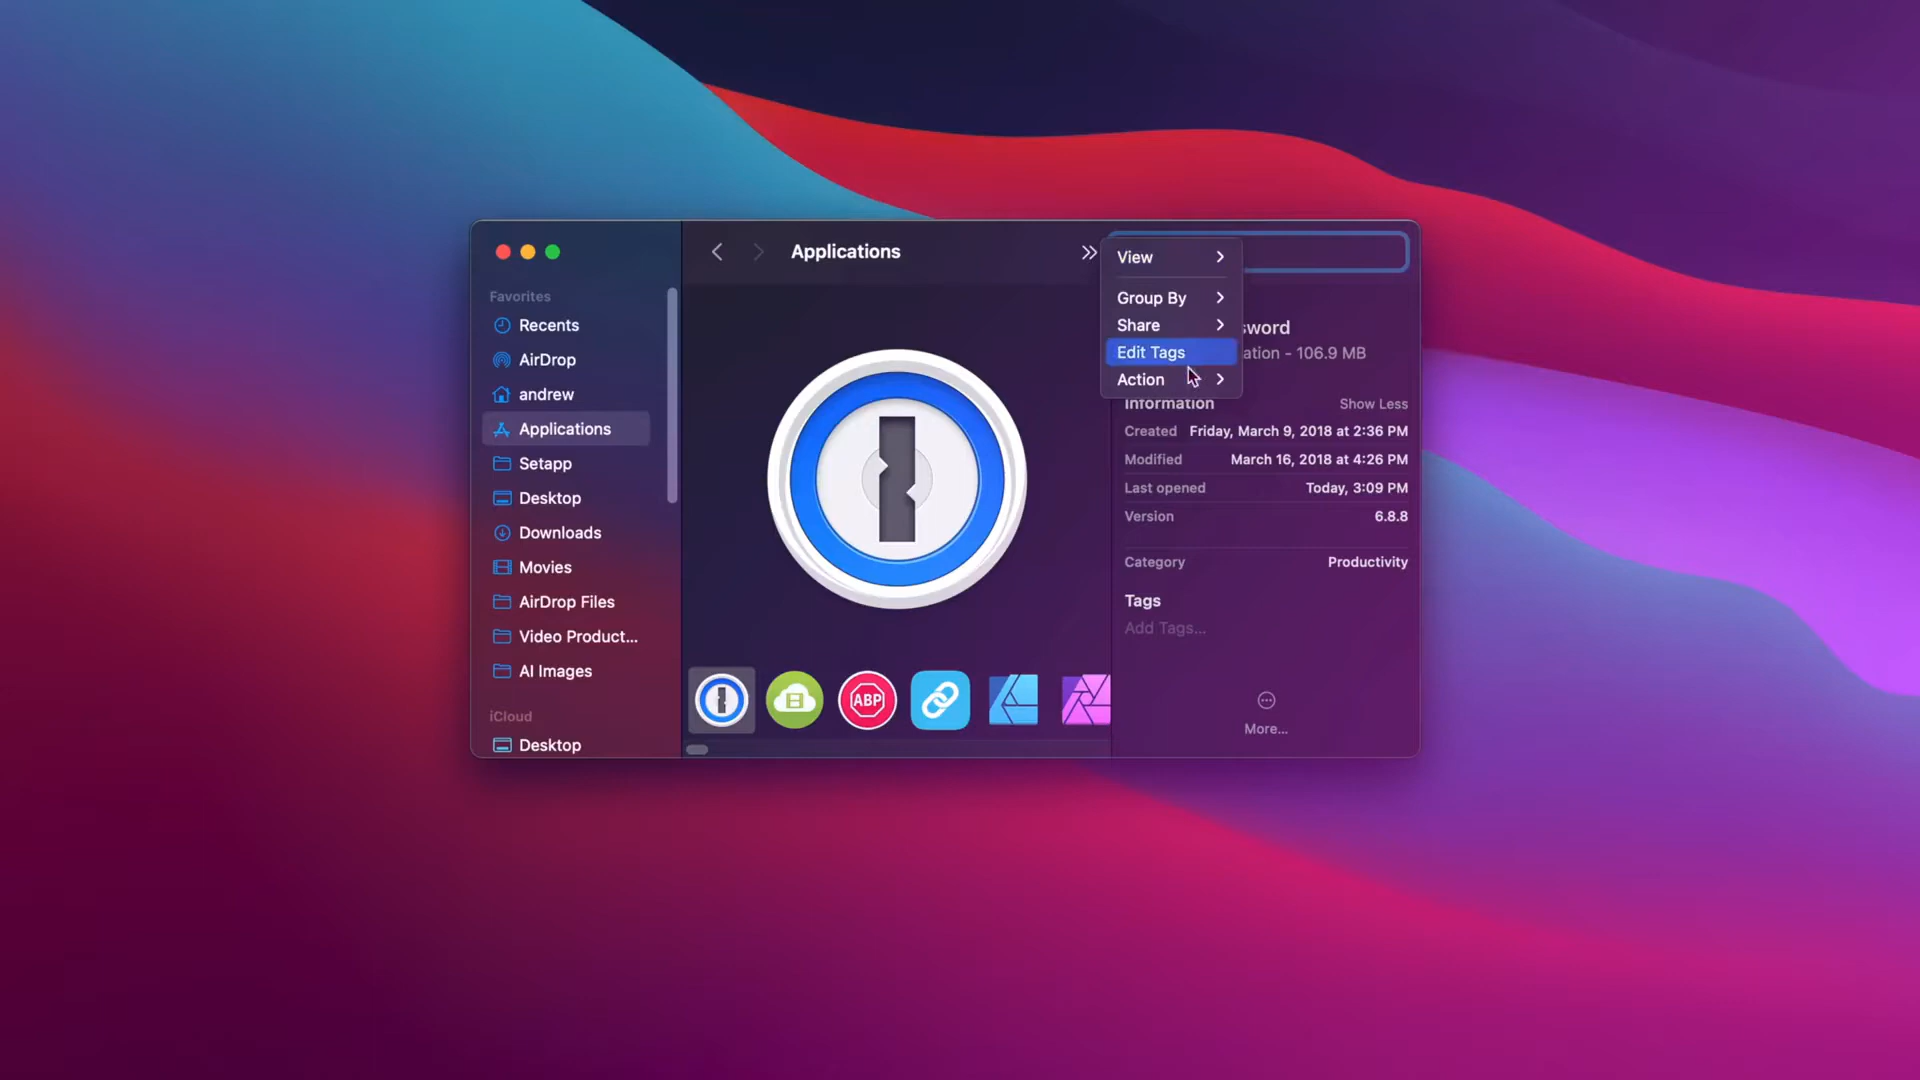 Applications
View
Group By
Share
Edit Tags
Action
Favorites
Recents
AirDrop
andrew
Applications
Setapp
Desktop
Downloads
Movies
AirDrop Files
Video Product...
AI Images
iCloud
Desktop
ABP
sword
ation - 106.9 MB
Information Show Less
Created Friday, March 9, 2018 at 2:36 PM
Modified March 16, 2018 at 4:26 PM
Last opened Today, 3:09 PM
Version 6.8.8
Category Productivity
Tags
Add Tags...
More...